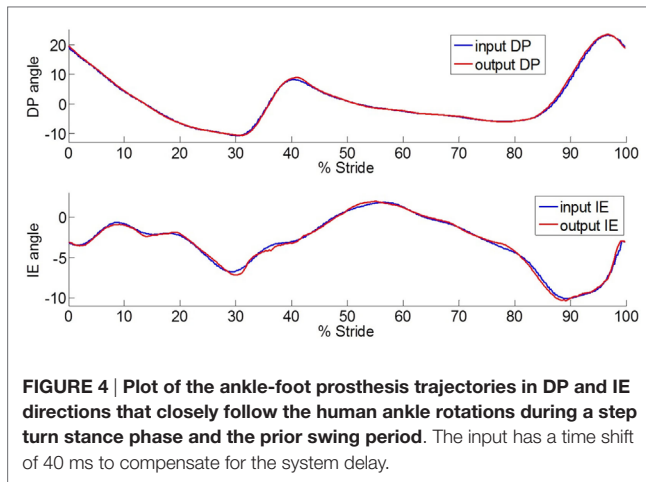 20
10
0
-10
DP angle
input DP
output DP
0 10 20 30 40 50 60 70 80 90 100
% Stride
0
-5
-10
IE angle
input IE
output IE
0 10 20 30 40 50 60 70 80 90 100
% Stride
FIGURE 4 | Plot of the ankle-foot prosthesis trajectories in DP and IE
directions that closely follow the human ankle rotations during a step
turn stance phase and the prior swing period. The input has a time shift
of 40 ms to compensate for the system delay.